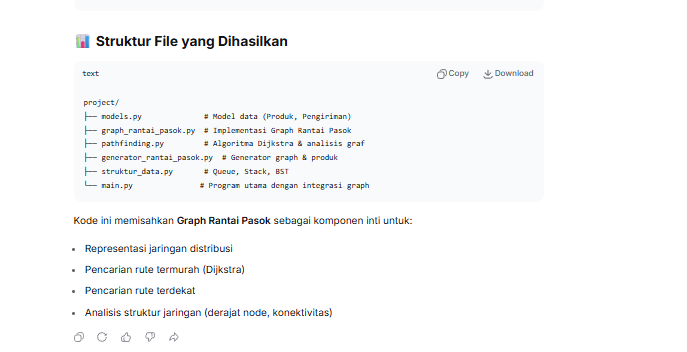 📊 Struktur File yang Dihasilkan
text
Copy
Download
project/
├── models.py # Model data (Produk, Pengiriman)
├── graph_rantai_pasok.py # Implementasi Graph Rantai Pasok
├── pathfinding.py # Algoritma Dijkstra & analisis graf
├── generator_rantai_pasok.py # Generator graph & produk
├── struktur_data.py # Queue, Stack, BST
└── main.py # Program utama dengan integrasi graph
Kode ini memisahkan Graph Rantai Pasok sebagai komponen inti untuk:
• Representasi jaringan distribusi
• Pencarian rute termurah (Dijkstra)
• Pencarian rute terdekat
• Analisis struktur jaringan (derajat node, konektivitas)